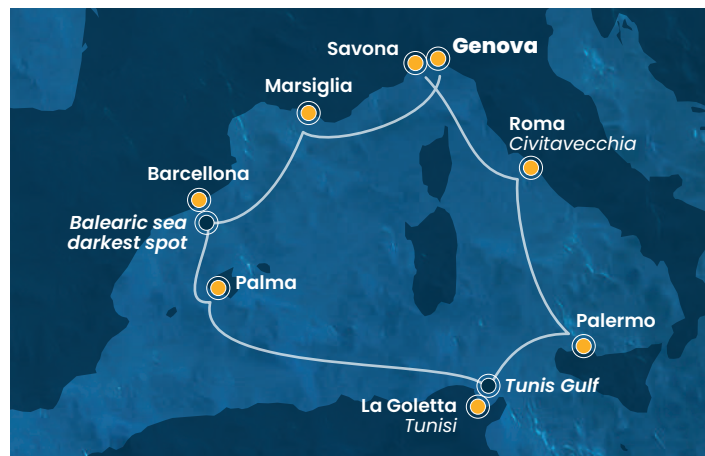 Savona
Genova
Marsiglia
Roma
Civitavecchia
Barcellona
Balearic sea
darkest spot
Palma
Palermo
Tunis Gulf
La Goletta
Tunisi